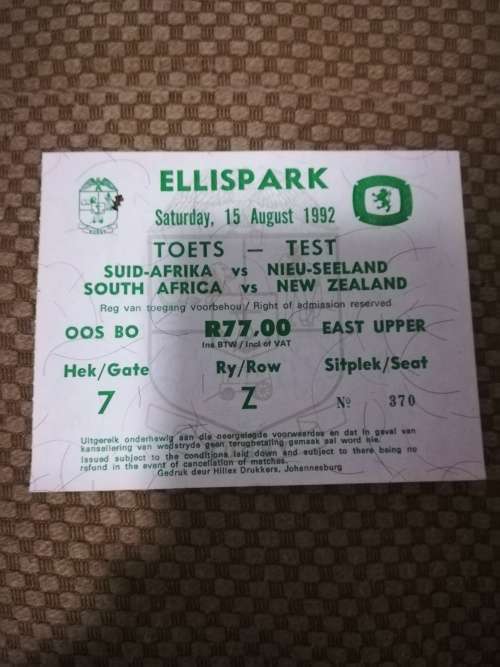 ELLISPARK
Saturday, 15 August 1992
TOETS — TEST
SUID-AFRIKA vs NIEU-SEELAND
SOUTH AFRICA vs NEW ZEALAND
Reg van toegang voorbehou / Right of admission reserved
OOS BO R77,00 EAST UPPER
Ins BTW / Incl of VAT
Hek/Gate Ry/Row Sitplek/Seat
7 Z № 370
Uitgereik onderhewig aan die neergelegde voorwaardes en dat in geval van
kansellering van wedstryde geen terugbetaling gemaak sal word nie.
Issued subject to the conditions laid down and subject to there being no
refund in the event of cancellation of matches.
Gedruk deur Hillex Drukkers, Johannesburg